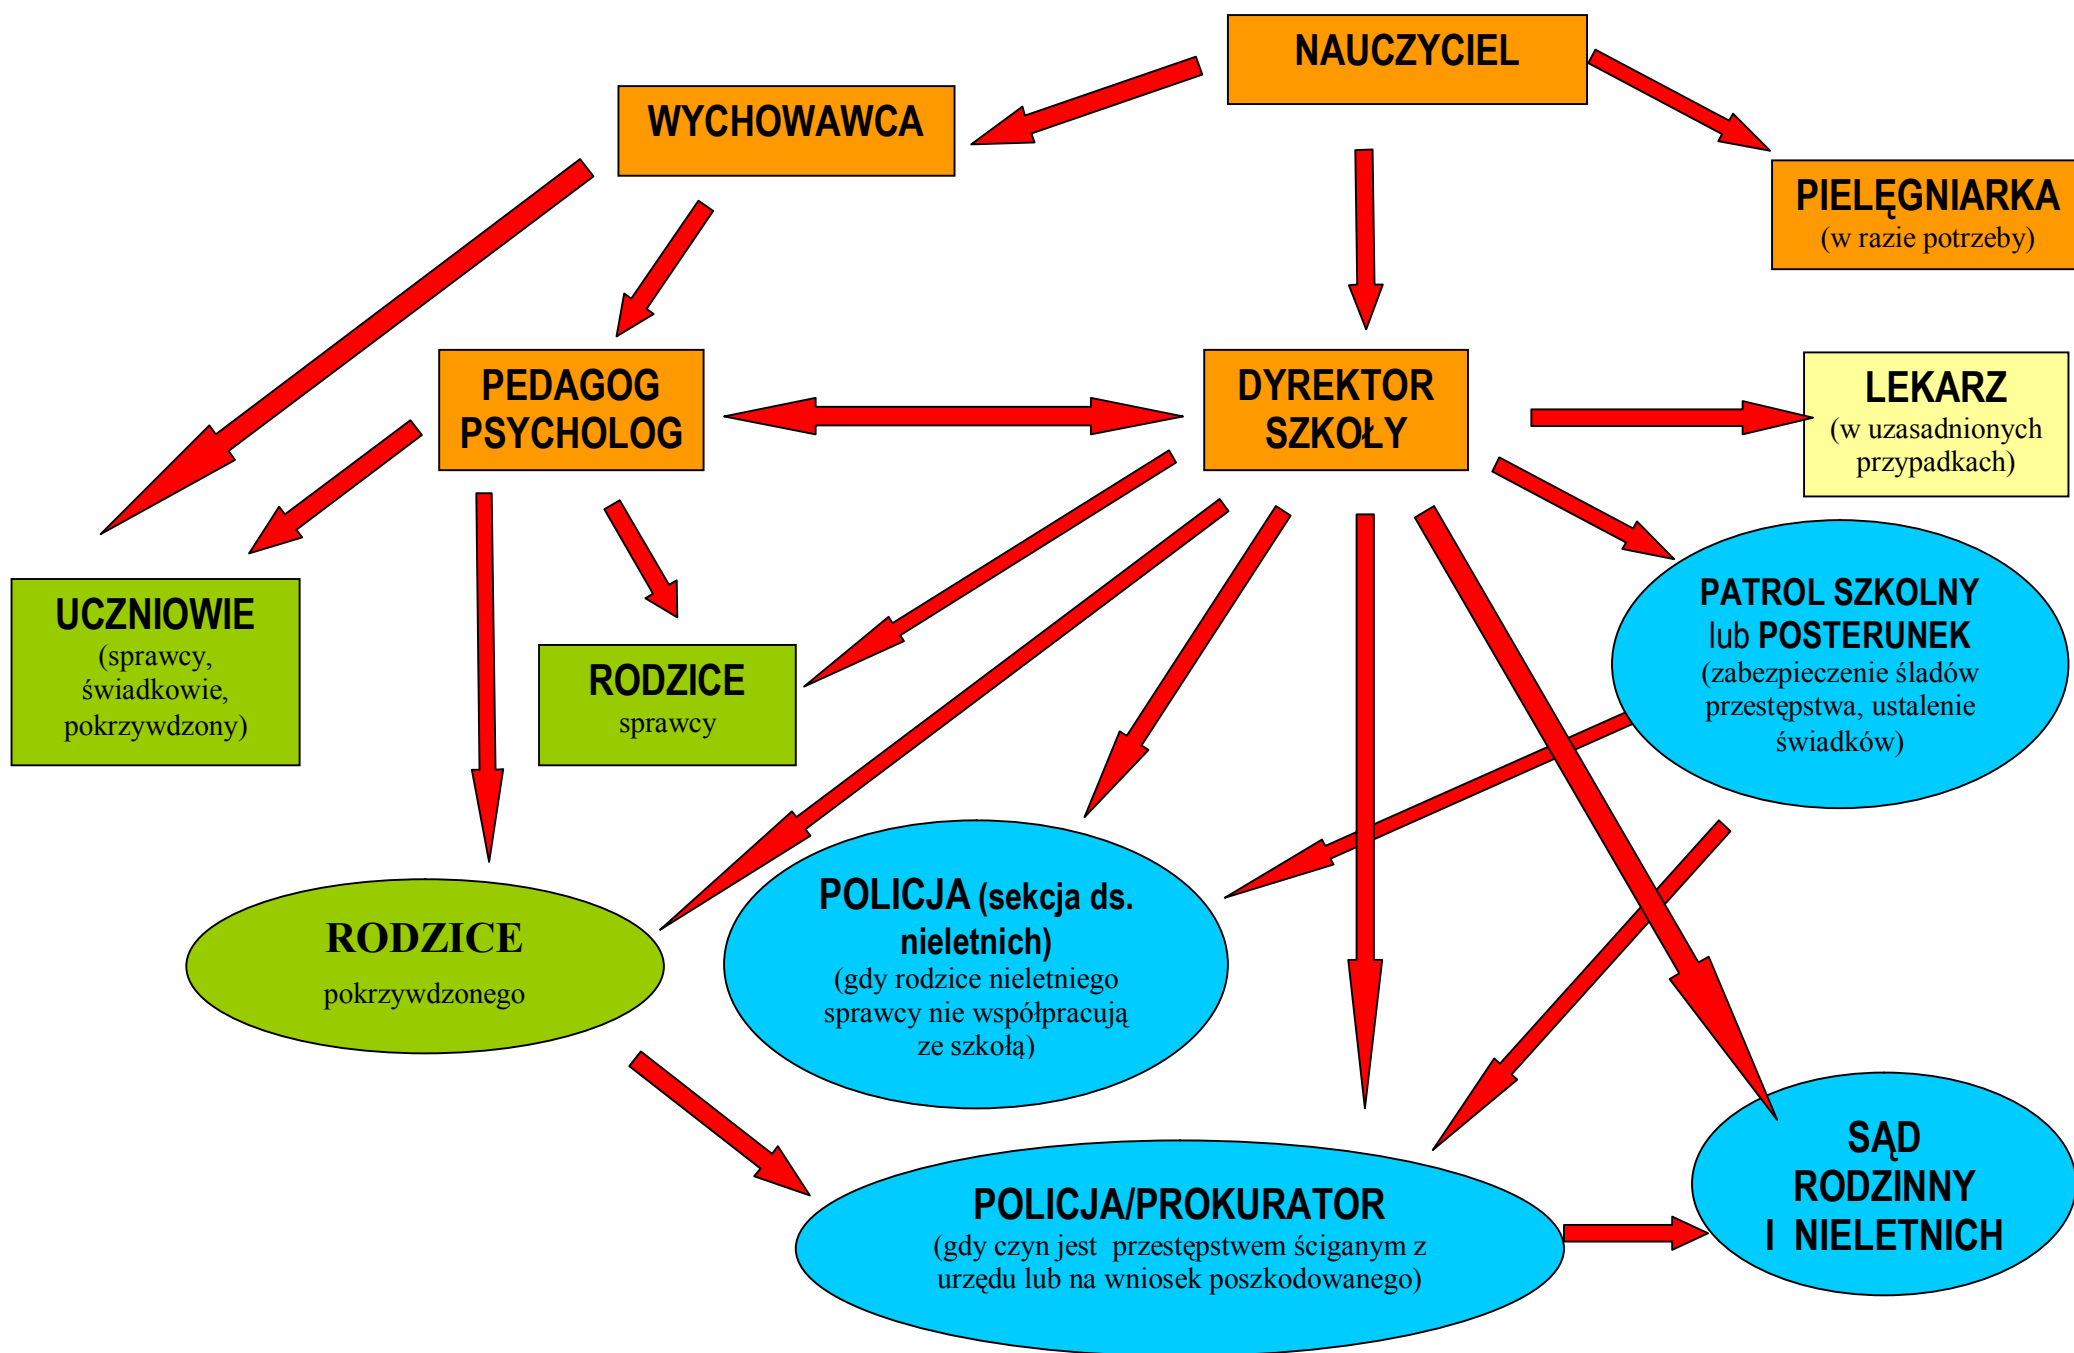 NAUCZYCIEL
WYCHOWAWCA
PIELĘGNIARKA
(w razie potrzeby)
PEDAGOG
PSYCHOLOG
DYREKTOR
SZKOŁY
LEKARZ
(w uzasadnionych
przypadkach)
UCZNIOWIE
(sprawcy,
świadkowie,
pokrzywdzony)
RODZICE
sprawcy
PATROL SZKOLNY
lub POSTERUNEK
(zabezpieczenie śladów
przestępstwa, ustalenie
świadków)
RODZICE
pokrzywdzonego
POLICJA (sekcja ds.
nieletnich)
(gdy rodzice nieletniego
sprawcy nie współpracują
ze szkołą)
POLICJA/PROKURATOR
(gdy czyn jest  przestępstwem ściganym z
urzędu lub na wniosek poszkodowanego)
SĄD
RODZINNY
I  NIELETNICH